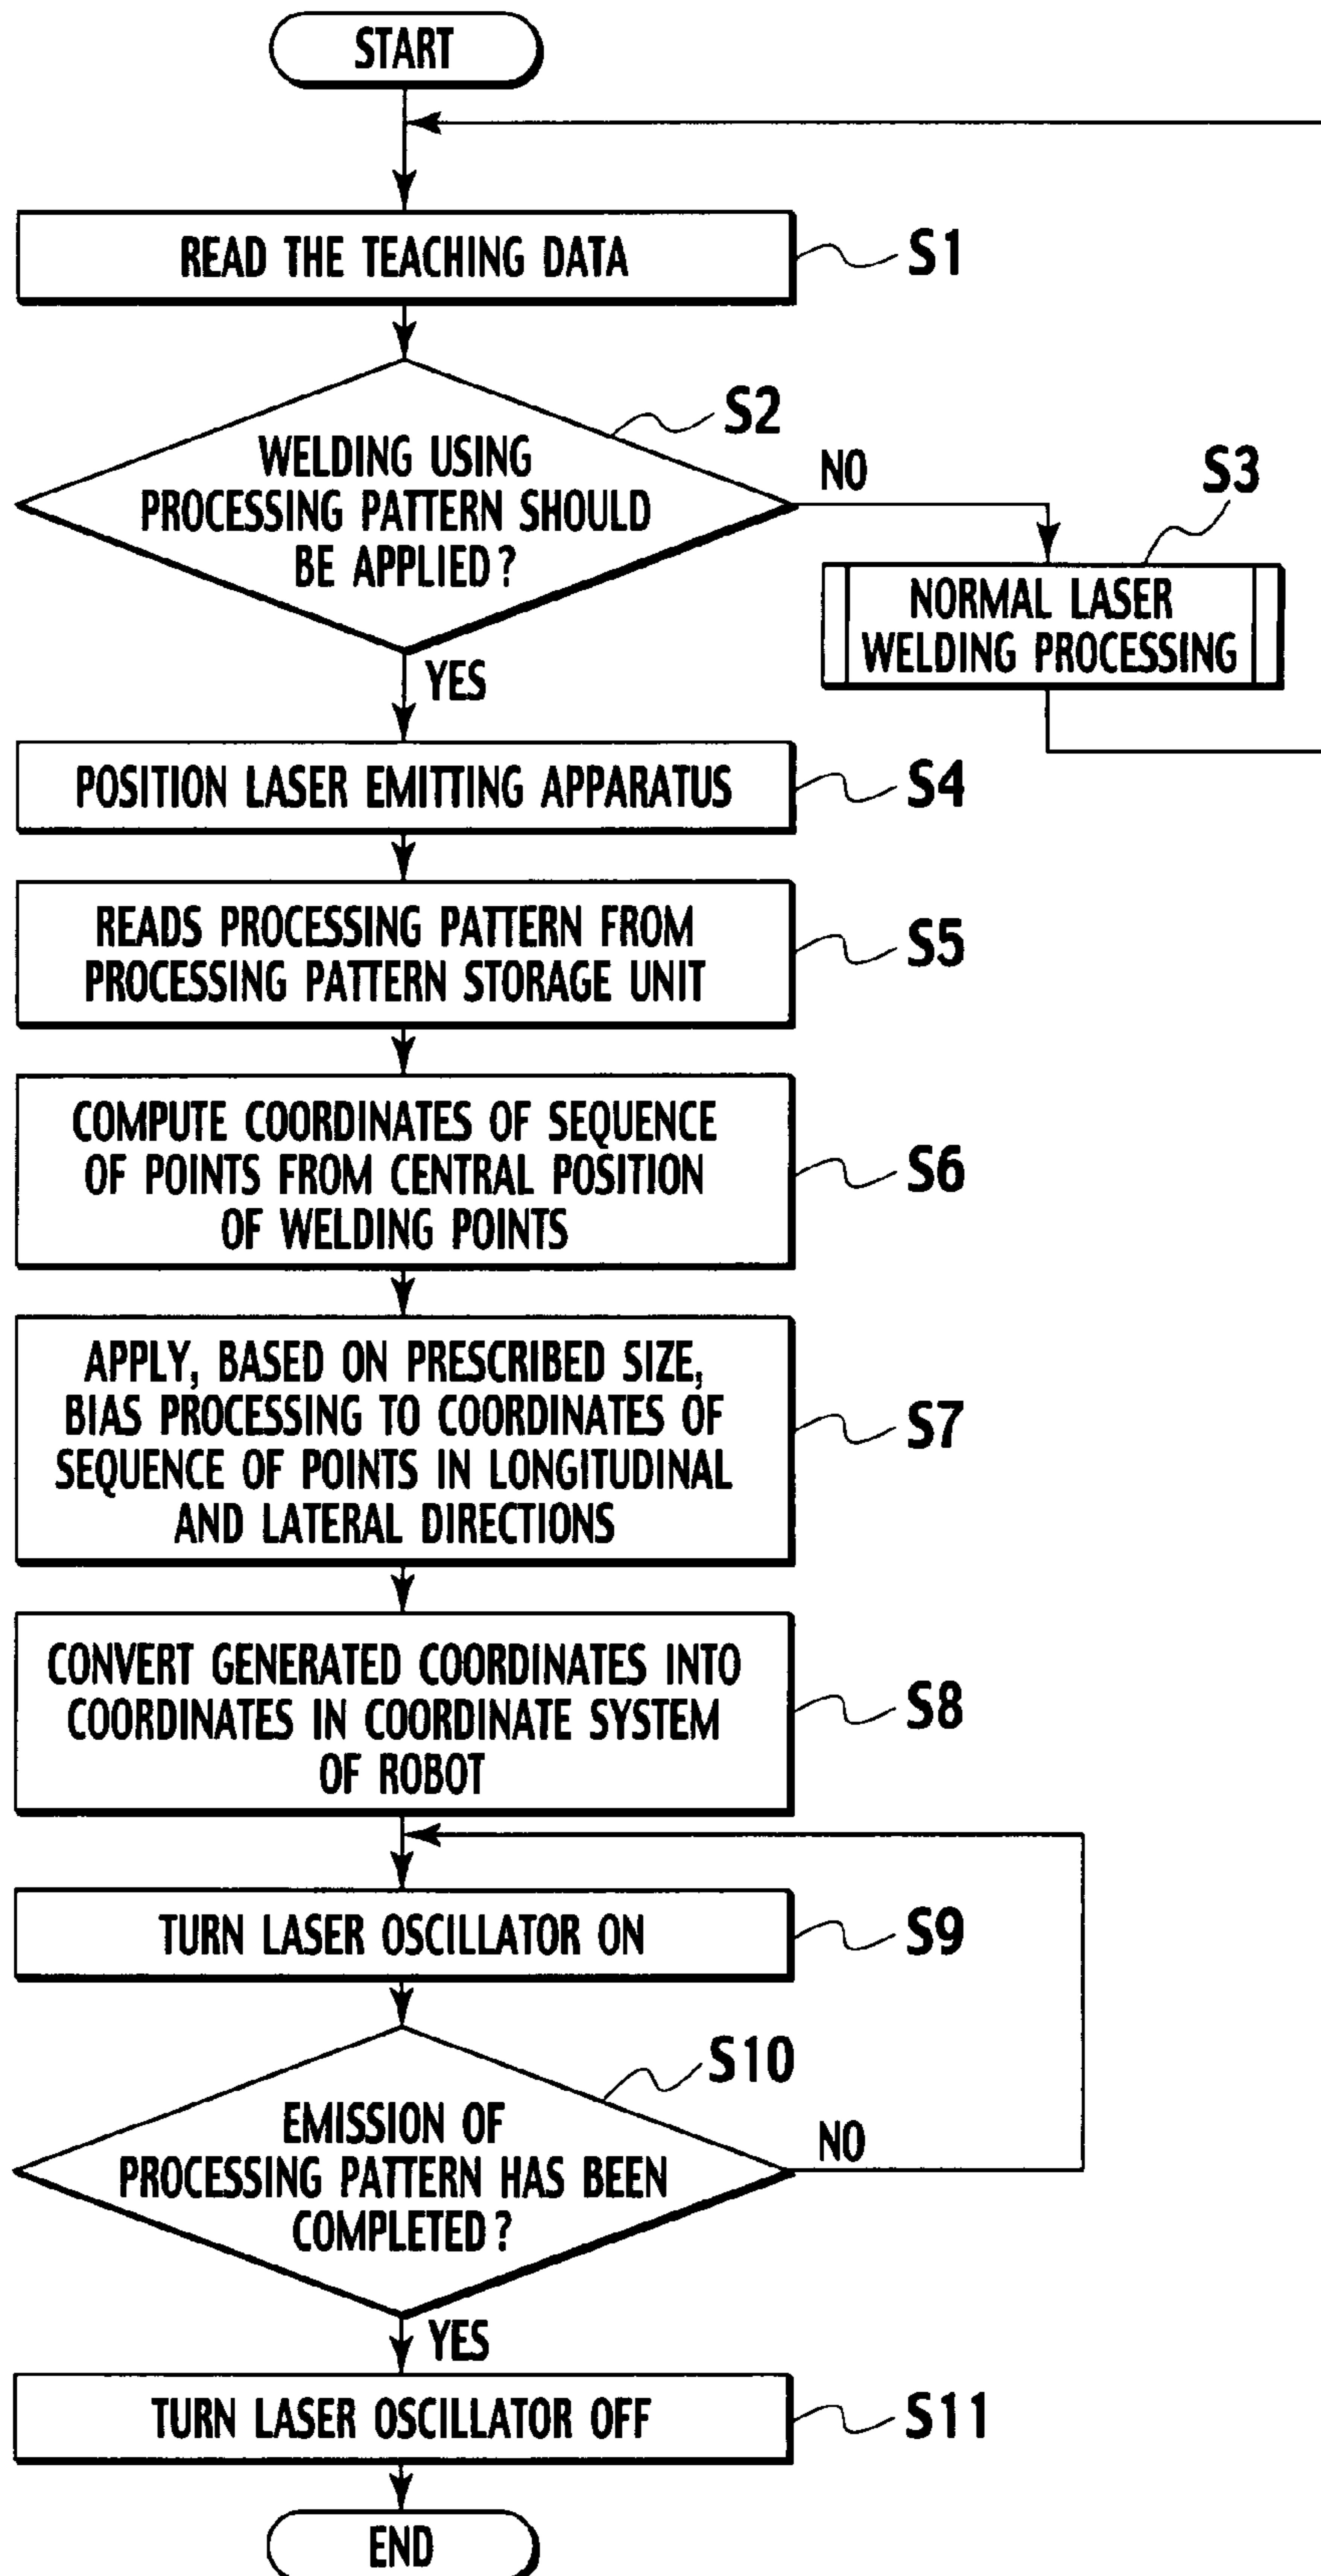 START
READ THE TEACHING DATA
S1
S2
WELDING USING
PROCESSING PATTERN SHOULD
BE APPLIED?
NO
S3
NORMAL LASER
WELDING PROCESSING
YES
POSITION LASER EMITTING APPARATUS
S4
READS PROCESSING PATTERN FROM
PROCESSING PATTERN STORAGE UNIT
S5
COMPUTE COORDINATES OF SEQUENCE
OF POINTS FROM CENTRAL POSITION
OF WELDING POINTS
S6
APPLY, BASED ON PRESCRIBED SIZE,
BIAS PROCESSING TO COORDINATES OF
SEQUENCE OF POINTS IN LONGITUDINAL
AND LATERAL DIRECTIONS
S7
CONVERT GENERATED COORDINATES INTO
COORDINATES IN COORDINATE SYSTEM
OF ROBOT
S8
TURN LASER OSCILLATOR ON
S9
S10
EMISSION OF
PROCESSING PATTERN HAS BEEN
COMPLETED?
NO
YES
TURN LASER OSCILLATOR OFF
S11
END